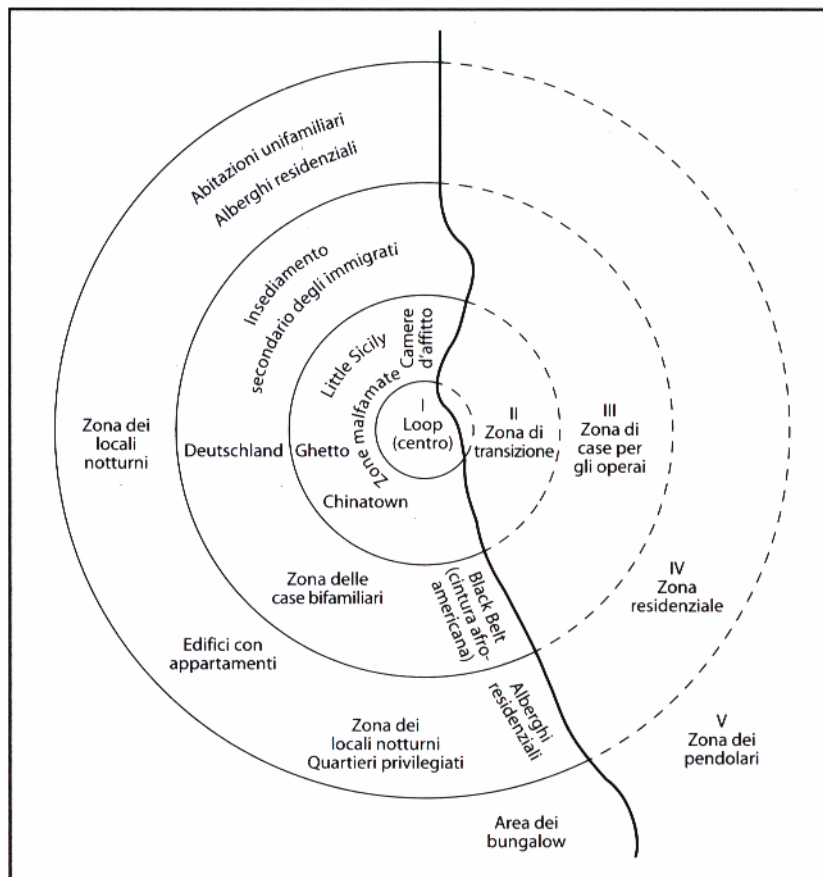 Abitazioni unifamiliari
Alberghi residenziali
Insediamento
secondario degli immigrati
Little Sicily
Camere
d'affitto
Zone malfamate
I
Loop
(centro)
II
Zona di
transizione
III
Zona di
case per
gli operai
Zona dei
locali
notturni
Deutschland
Ghetto
Chinatown
Zona delle
case bifamiliari
Black Belt
(cintura afro-
americana)
IV
Zona
residenziale
Edifici con
appartamenti
Alberghi
residenziali
Zona dei
locali notturni
Quartieri privilegiati
V
Zona dei
pendolari
Area dei
bungalow